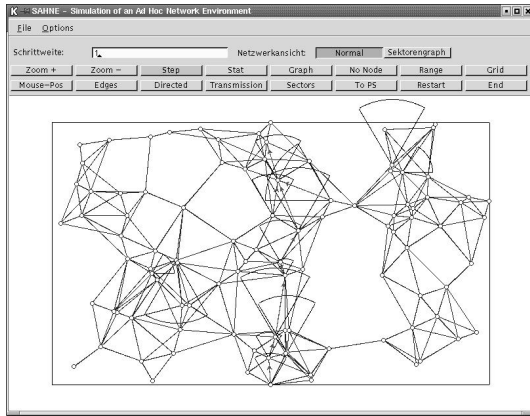 SAHNE - Simulation of an Ad Hoc Network Environment
File Options
Schrittweite: 1 Netzwerkansicht: Normal Sektorengraph
Zoom + Zoom - Step Stat Graph No Node Range Grid
Mouse-Pos Edges Directed Transmission Sectors To PS Restart End